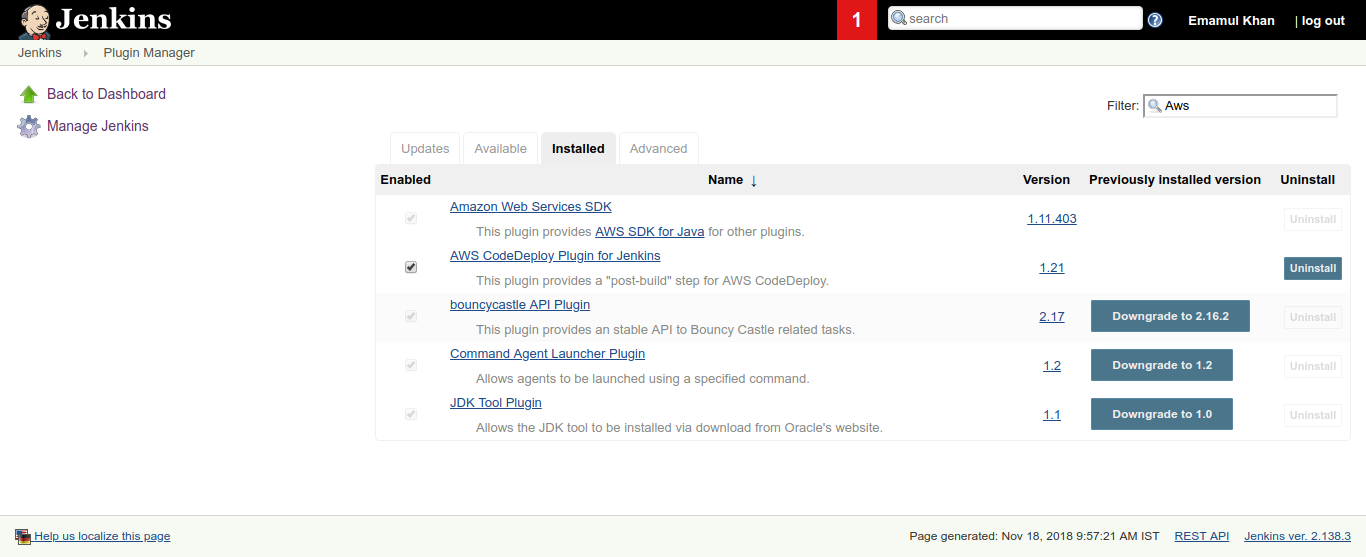 Jenkins
1
search
Emamul Khan
| log out
Jenkins
Plugin Manager
Back to Dashboard
Manage Jenkins
Filter: Aws
Updates Available Installed Advanced
Enabled Name ↓ Version Previously installed version Uninstall
Amazon Web Services SDK
This plugin provides AWS SDK for Java for other plugins.
1.11.403
Uninstall
AWS CodeDeploy Plugin for Jenkins
This plugin provides a "post-build" step for AWS CodeDeploy.
1.21
Uninstall
bouncycastle API Plugin
This plugin provides an stable API to Bouncy Castle related tasks.
2.17
Downgrade to 2.16.2
Uninstall
Command Agent Launcher Plugin
Allows agents to be launched using a specified command.
1.2
Downgrade to 1.2
Uninstall
JDK Tool Plugin
Allows the JDK tool to be installed via download from Oracle's website.
1.1
Downgrade to 1.0
Uninstall
Help us localize this page
Page generated: Nov 18, 2018 9:57:21 AM IST REST API Jenkins ver. 2.138.3